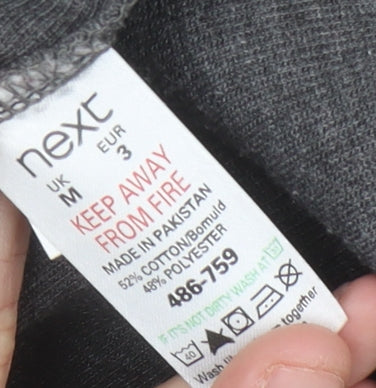 next
UK EUR
M 3
KEEP AWAY
FROM FIRE
MADE IN PAKISTAN
52% COTTON/Bomuld
48% POLYESTER
486-759
IF IT'S NOT DIRTY WASH AT
40
together